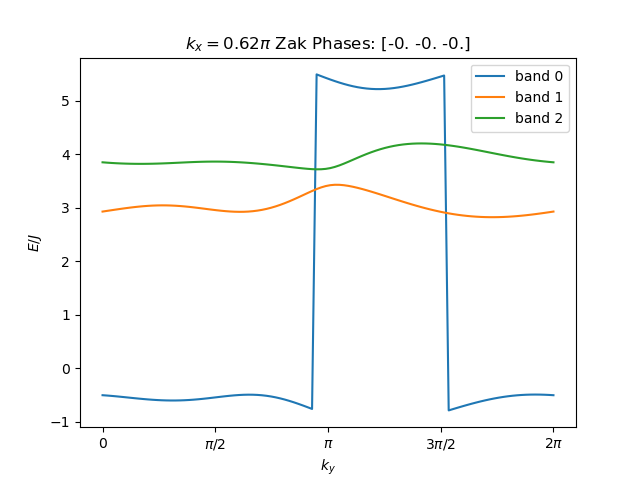 kₓ = 0.62π Zak Phases: [-0. -0. -0.]
band 0
band 1
band 2
E/J
5
4
3
2
1
0
−1
0
π/2
π
3π/2
2π
k_y